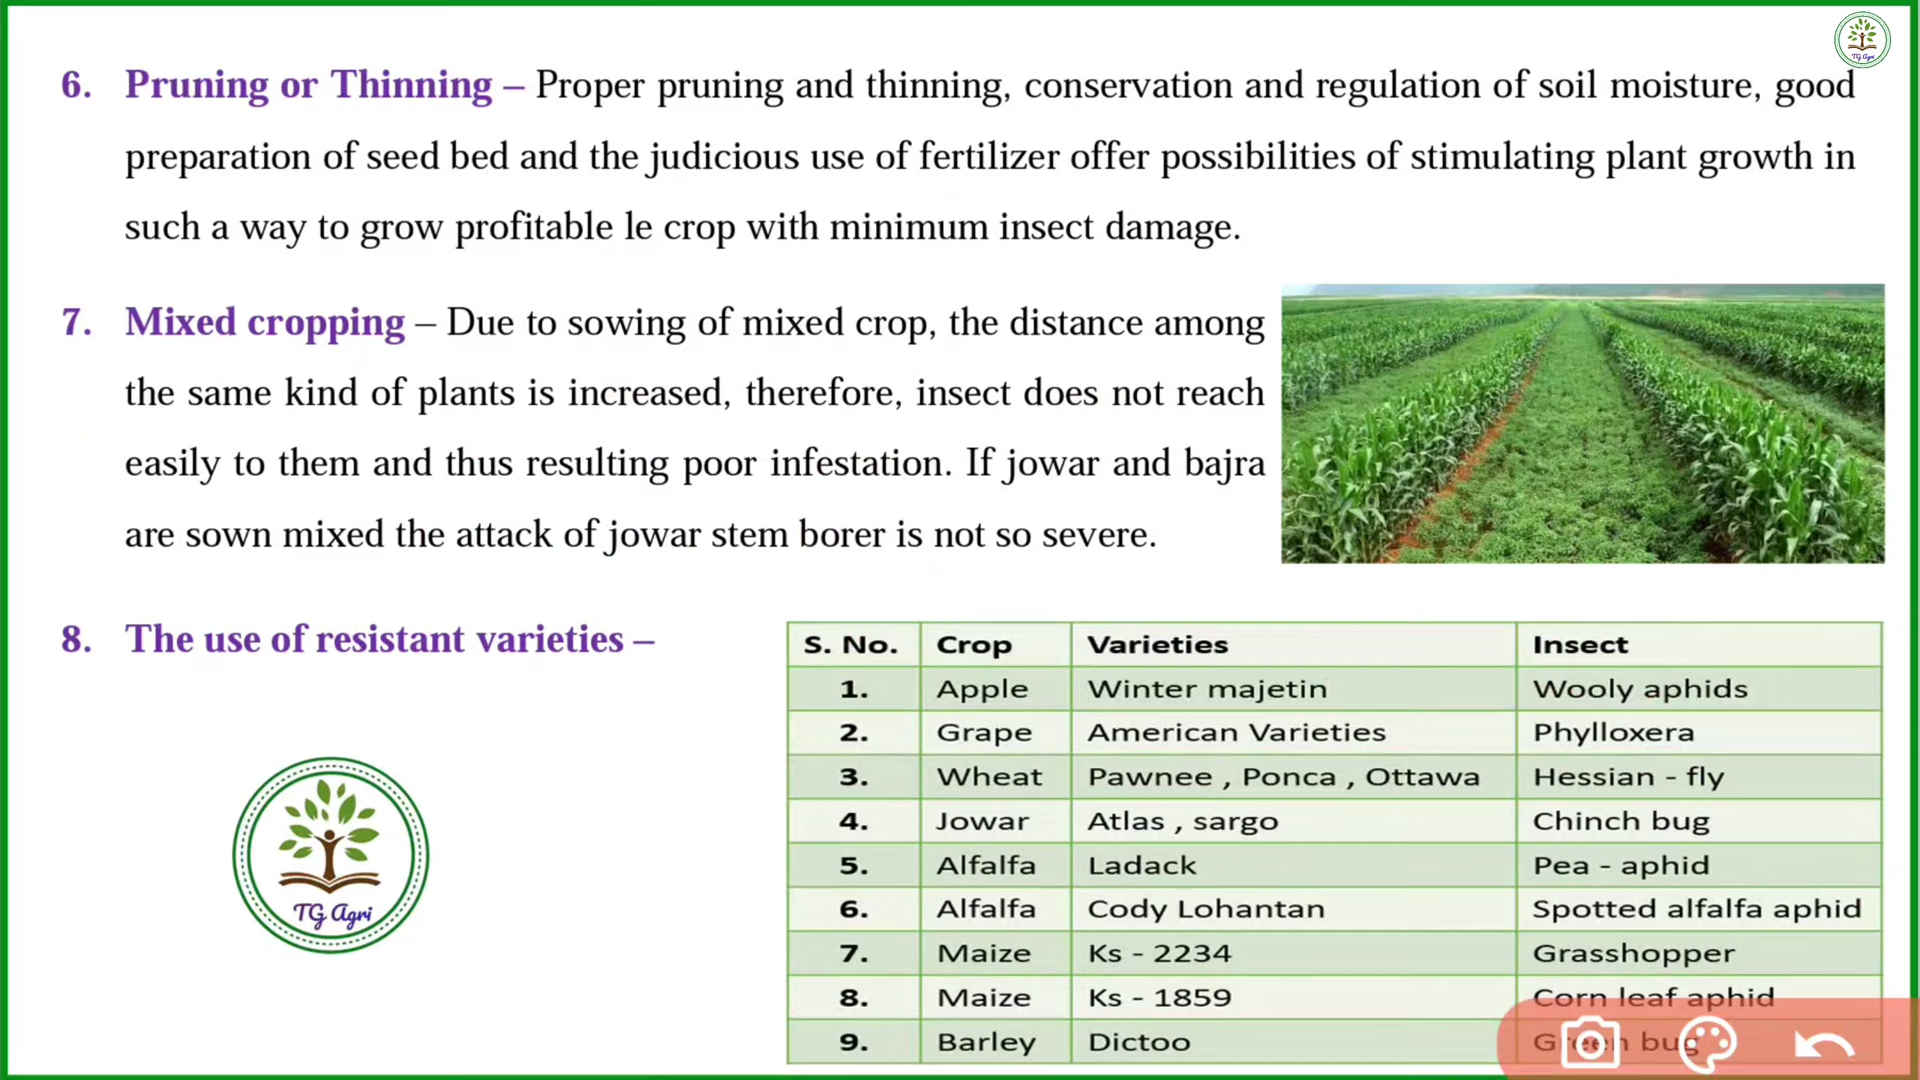 TG Agri
6. Pruning or Thinning – Proper pruning and thinning, conservation and regulation of soil moisture, good
preparation of seed bed and the judicious use of fertilizer offer possibilities of stimulating plant growth in
such a way to grow profitable le crop with minimum insect damage.
7. Mixed cropping – Due to sowing of mixed crop, the distance among
the same kind of plants is increased, therefore, insect does not reach
easily to them and thus resulting poor infestation. If jowar and bajra
are sown mixed the attack of jowar stem borer is not so severe.
8. The use of resistant varieties –
TG Agri
S. No. Crop Varieties Insect
1. Apple Winter majetin Wooly aphids
2. Grape American Varieties Phylloxera
3. Wheat Pawnee , Ponca , Ottawa Hessian - fly
4. Jowar Atlas , sargo Chinch bug
5. Alfalfa Ladack Pea - aphid
6. Alfalfa Cody Lohantan Spotted alfalfa aphid
7. Maize Ks - 2234 Grasshopper
8. Maize Ks - 1859 Corn leaf aphid
9. Barley Dictoo Green bug